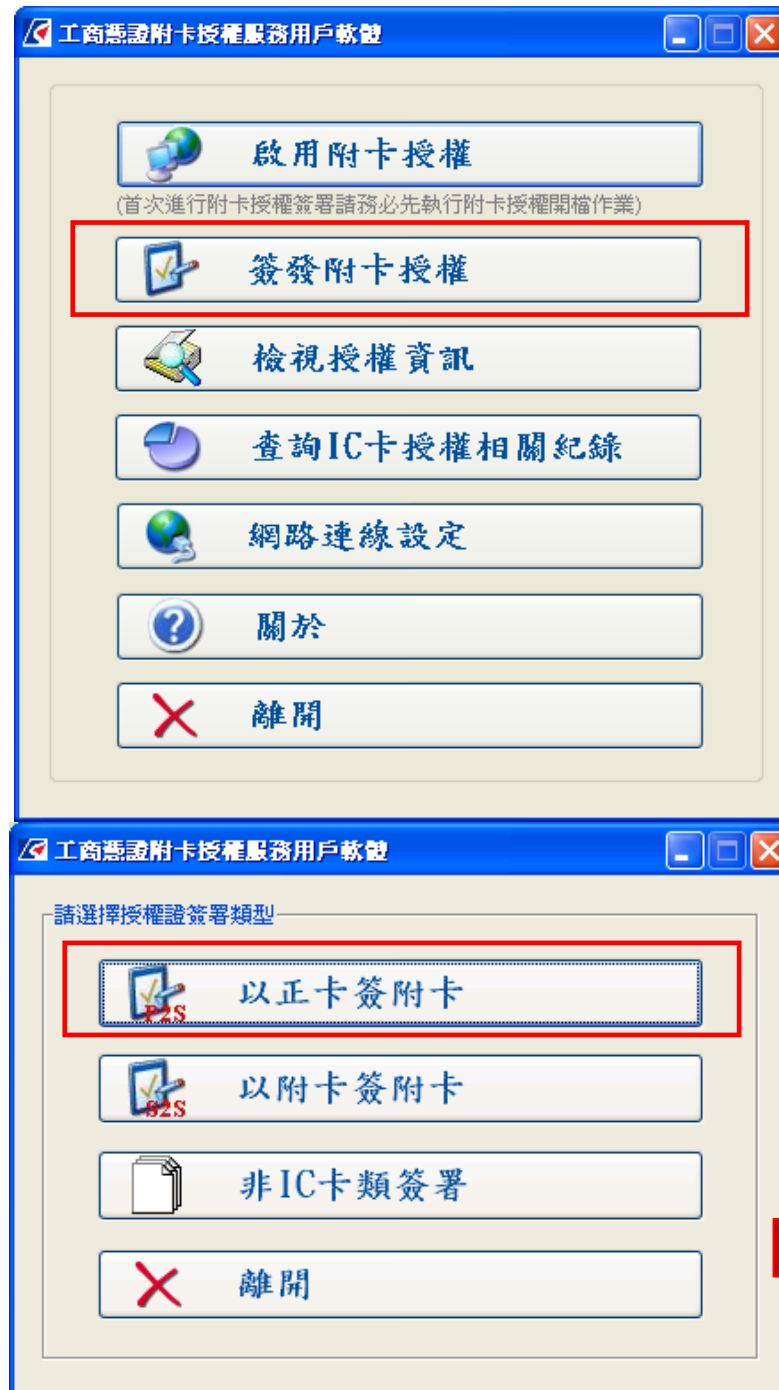 工商憑證附卡授權服務用戶軟體
啟用附卡授權
(首次進行附卡授權簽署請務必先執行附卡授權開檔作業)
簽發附卡授權
檢視授權資訊
查詢IC卡授權相關紀錄
網路連線設定
關於
離開
工商憑證附卡授權服務用戶軟體
請選擇授權證簽署類型
P2S 以正卡簽附卡
S2S 以附卡簽附卡
非IC卡類簽署
離開